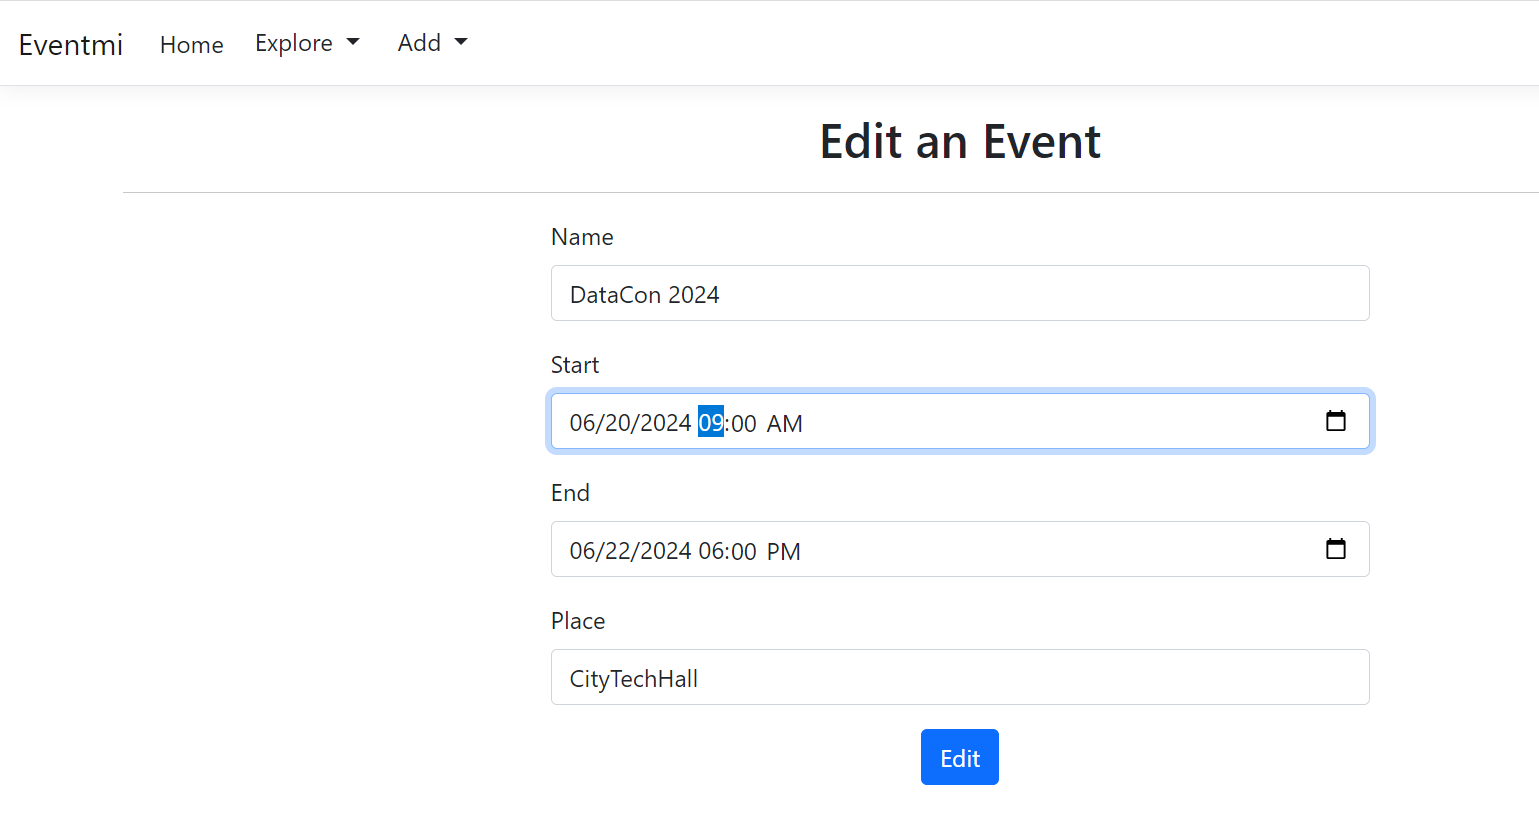 Eventmi Home Explore Add
Edit an Event
Name
DataCon 2024
Start
06/20/2024 09:00 AM
End
06/22/2024 06:00 PM
Place
CityTechHall
Edit